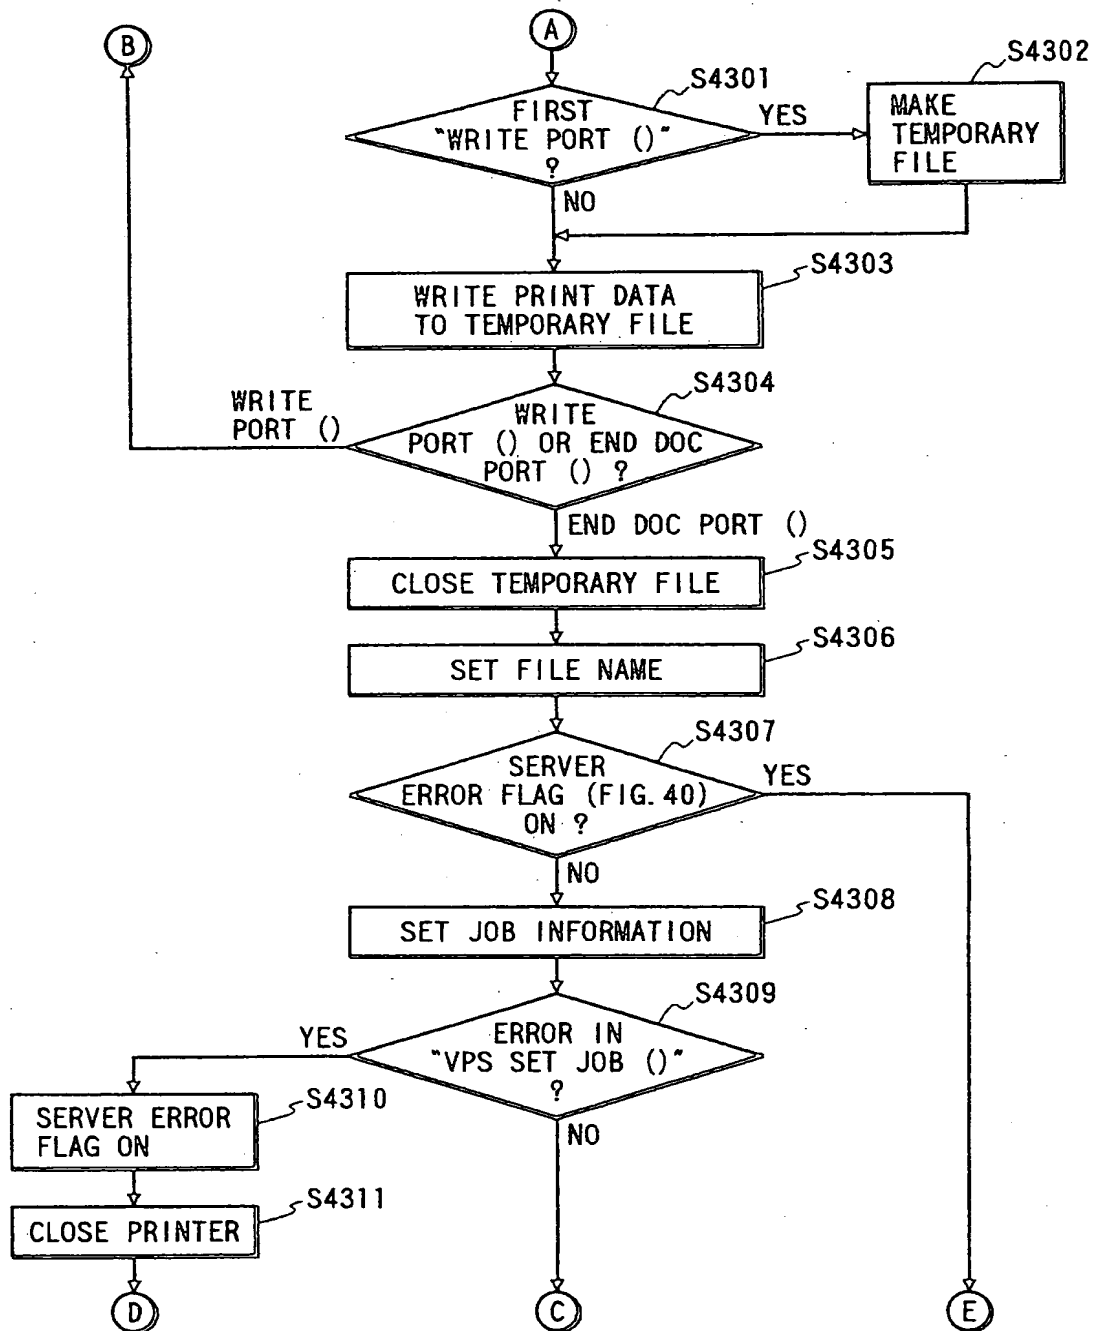 B
A
S4301
S4302
FIRST
"WRITE PORT ()"
?
YES
MAKE
TEMPORARY
FILE
NO
S4303
WRITE PRINT DATA
TO TEMPORARY FILE
S4304
WRITE
PORT ()
WRITE
PORT () OR END DOC
PORT () ?
END DOC PORT ()
S4305
CLOSE TEMPORARY FILE
S4306
SET FILE NAME
S4307
SERVER
ERROR FLAG (FIG. 40)
ON ?
YES
NO
S4308
SET JOB INFORMATION
S4309
ERROR IN
"VPS SET JOB ()"
?
YES
NO
S4310
SERVER ERROR
FLAG ON
S4311
CLOSE PRINTER
D
C
E